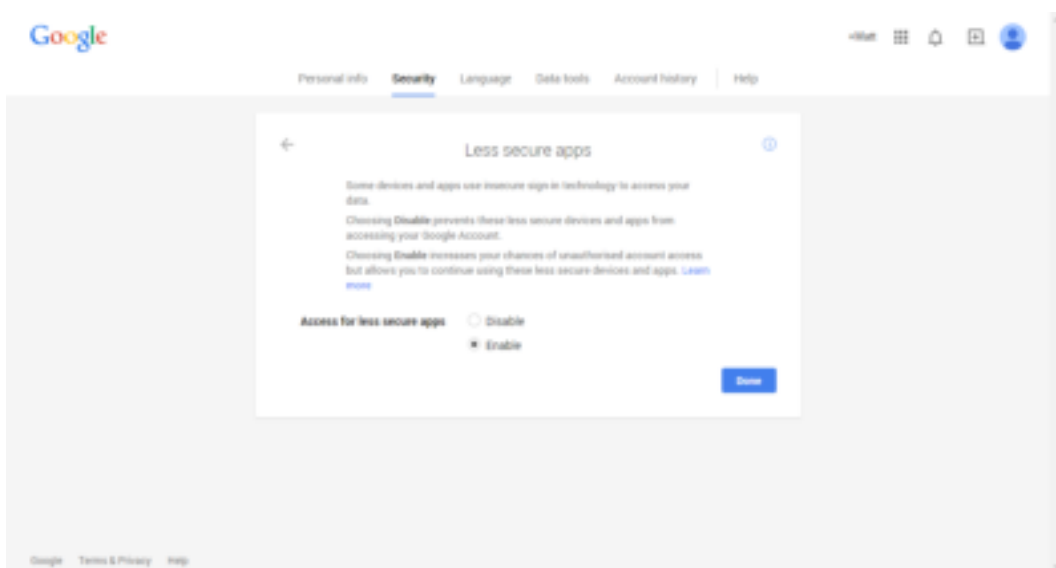 Google
+Matt
Personal info Security Language Data tools Account history Help
Less secure apps
Some devices and apps use insecure sign in technology to access your
data.
Choosing Disable prevents these less secure devices and apps from
accessing your Google Account.
Choosing Enable increases your chances of unauthorised account access
but allows you to continue using these less secure devices and apps. Learn
more
Access for less secure apps Disable
Enable
Done
Google Terms & Privacy Help